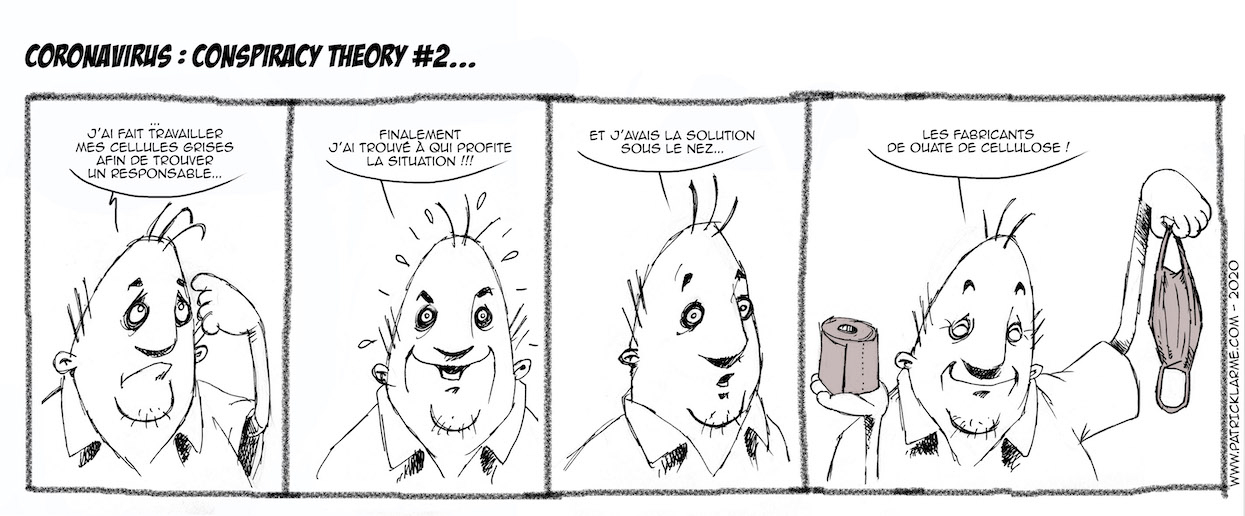 CORONAVIRUS : CONSPIRACY THEORY #2...
...
J'AI FAIT TRAVAILLER
MES CELLULES GRISES
AFIN DE TROUVER
UN RESPONSABLE...
FINALEMENT
J'AI TROUVÉ À QUI PROFITE
LA SITUATION !!!
ET J'AVAIS LA SOLUTION
SOUS LE NEZ...
LES FABRICANTS
DE OUATE DE CELLULOSE !
WWW.PATRICKLARME.COM - 2020